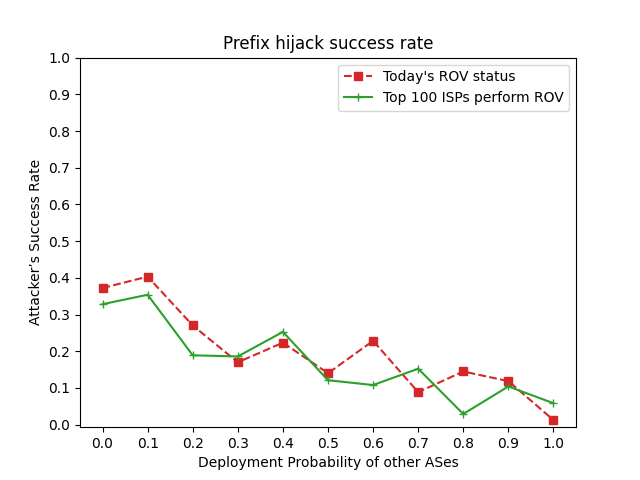 Prefix hijack success rate
Today's ROV status
Top 100 ISPs perform ROV
1.0
0.9
0.8
0.7
0.6
0.5
0.4
0.3
0.2
0.1
0.0
Attacker’s Success Rate
0.0 0.1 0.2 0.3 0.4 0.5 0.6 0.7 0.8 0.9 1.0
Deployment Probability of other ASes